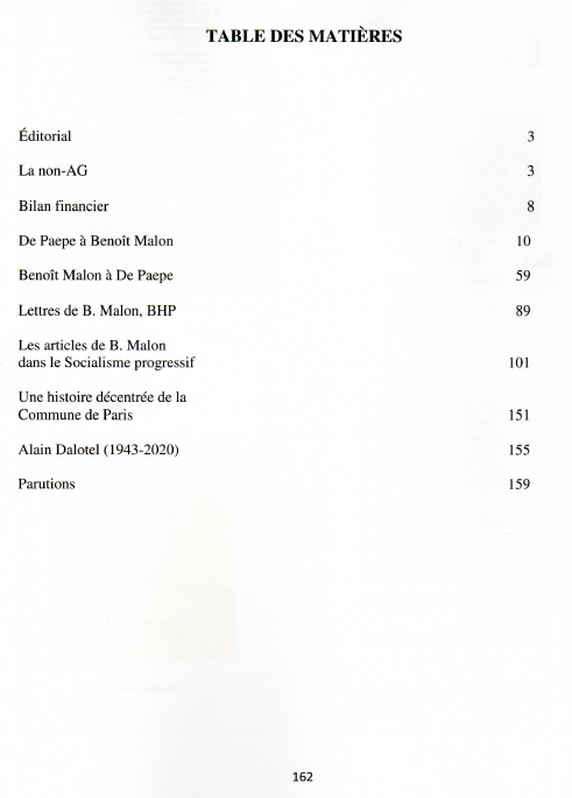 TABLE DES MATIÈRES
Éditorial 3
La non-AG 3
Bilan financier 8
De Paepe à Benoît Malon 10
Benoît Malon à De Paepe 59
Lettres de B. Malon, BHP 89
Les articles de B. Malon
dans le Socialisme progressif 101
Une histoire décentrée de la
Commune de Paris 151
Alain Dalotel (1943-2020) 155
Parutions 159
162